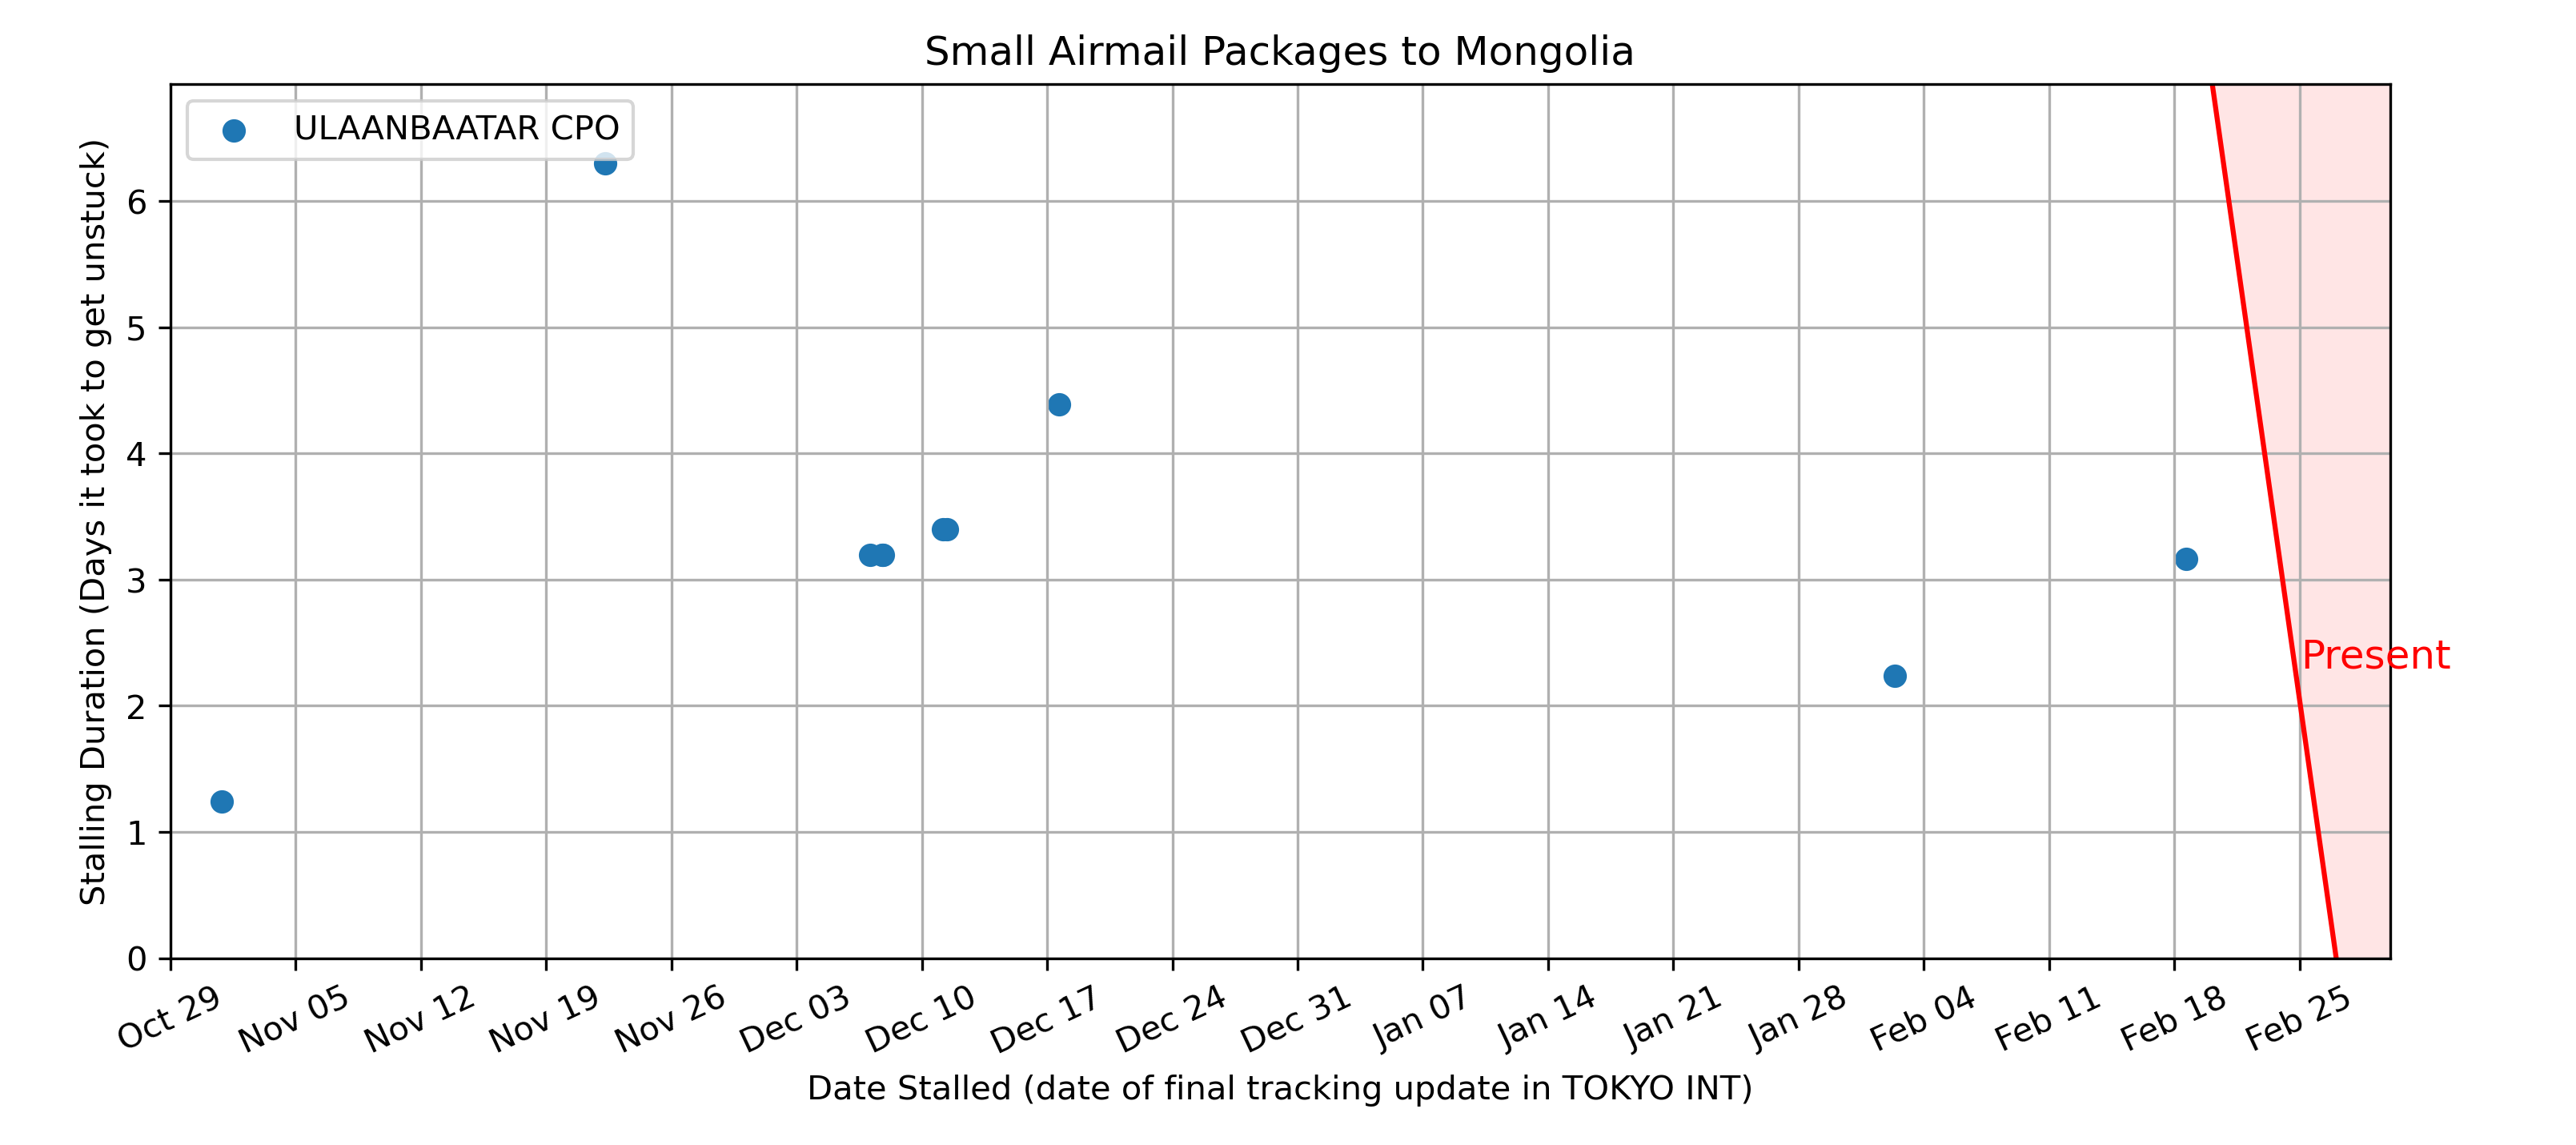 Small Airmail Packages to Mongolia
ULAANBAATAR CPO
Stalling Duration (Days it took to get unstuck)
6
5
4
3
2
1
0
Present
Oct 29
Nov 05
Nov 12
Nov 19
Nov 26
Dec 03
Dec 10
Dec 17
Dec 24
Dec 31
Jan 07
Jan 14
Jan 21
Jan 28
Feb 04
Feb 11
Feb 18
Feb 25
Date Stalled (date of final tracking update in TOKYO INT)